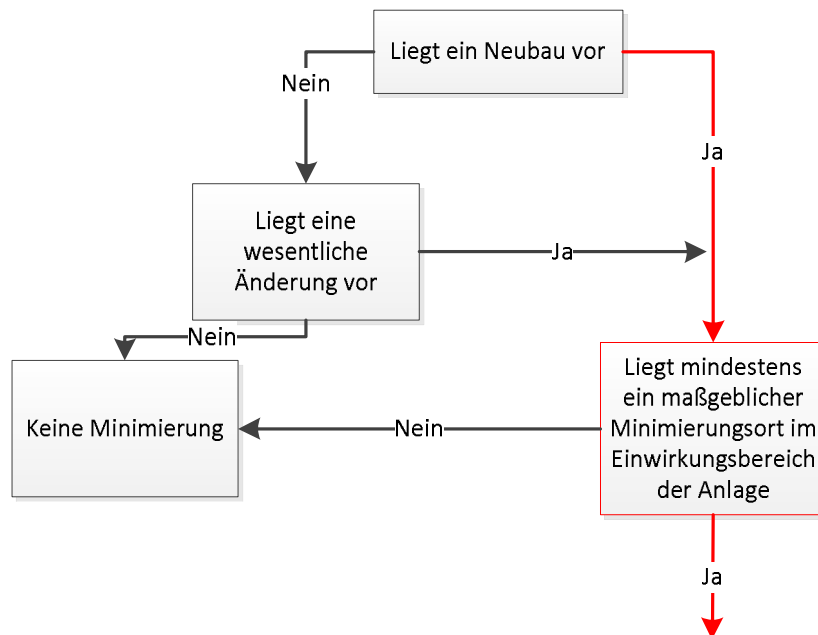 Liegt ein Neubau vor
Nein
Ja
Liegt eine
wesentliche
Änderung vor
Ja
Nein
Keine Minimierung
Liegt mindestens
ein maßgeblicher
Minimierungsort im
Einwirkungsbereich
der Anlage
Nein
Ja